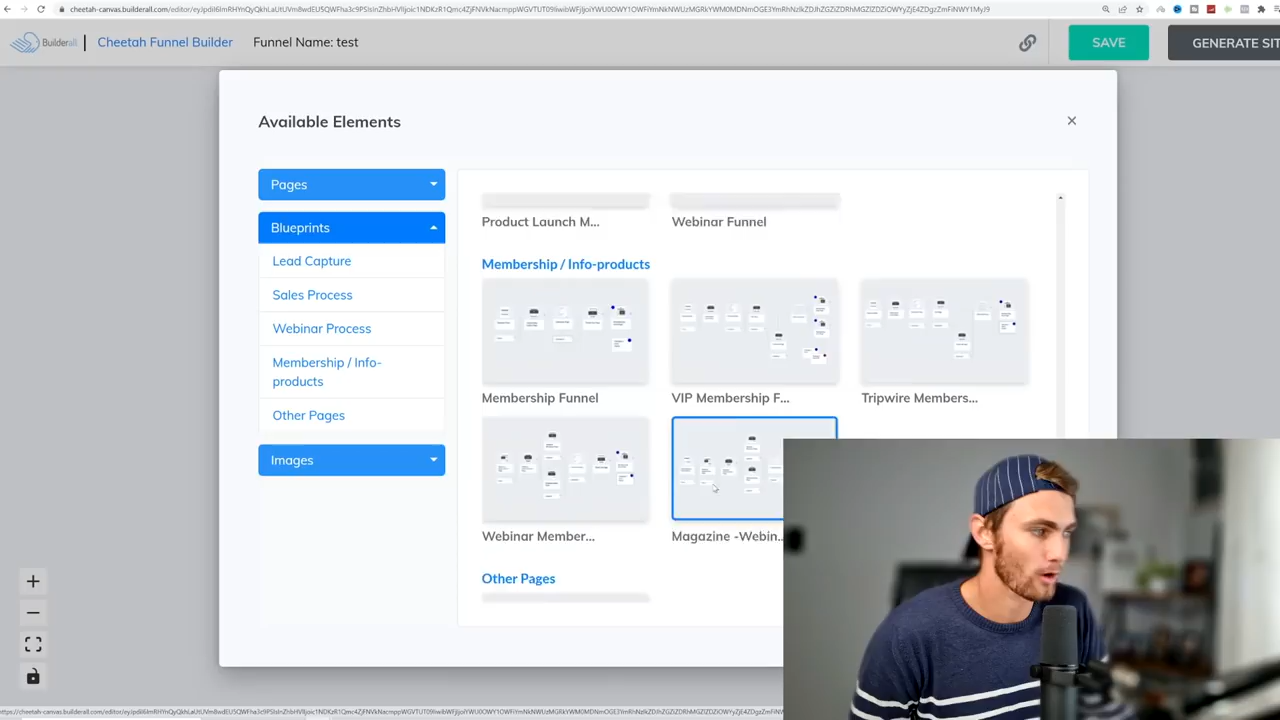 Builderall
Cheetah Funnel Builder
Funnel Name: test
SAVE
GENERATE SIT
Available Elements
×
Pages
Blueprints
Lead Capture
Sales Process
Webinar Process
Membership / Info-
products
Other Pages
Images
Product Launch M...
Webinar Funnel
Membership / Info-products
Membership Funnel
VIP Membership F...
Tripwire Members...
Webinar Member...
Magazine -Webin...
Other Pages